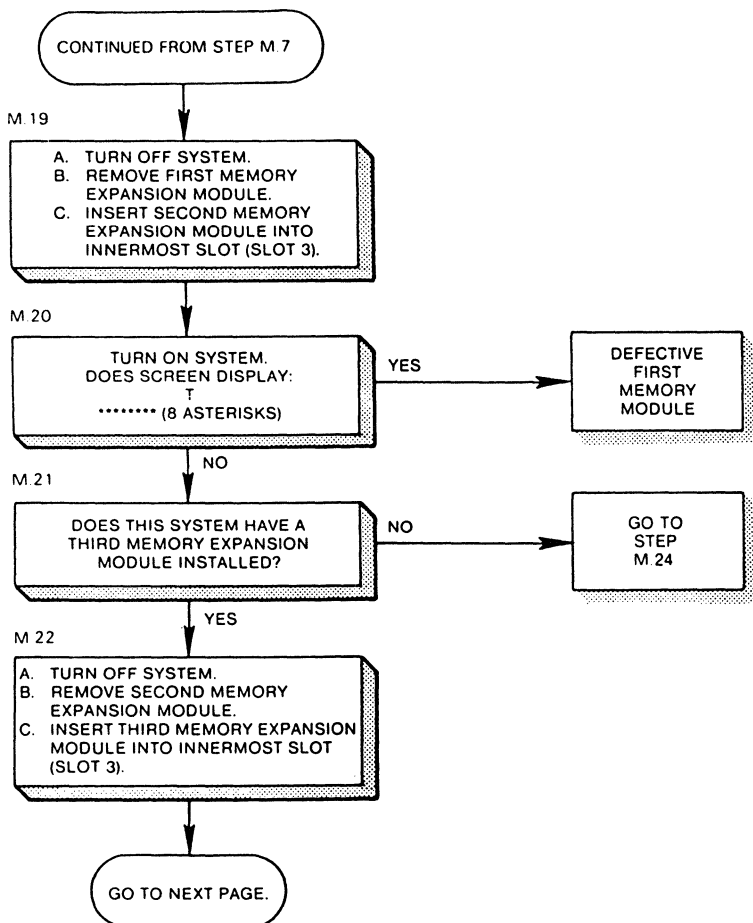 CONTINUED FROM STEP M.7
M.19
A. TURN OFF SYSTEM.
B. REMOVE FIRST MEMORY
EXPANSION MODULE.
C. INSERT SECOND MEMORY
EXPANSION MODULE INTO
INNERMOST SLOT (SLOT 3).
M.20
TURN ON SYSTEM.
DOES SCREEN DISPLAY:
T
******** (8 ASTERISKS)
YES
DEFECTIVE
FIRST
MEMORY
MODULE
NO
M.21
DOES THIS SYSTEM HAVE A
THIRD MEMORY EXPANSION
MODULE INSTALLED?
NO
GO TO
STEP
M.24
YES
M 22
A. TURN OFF SYSTEM.
B. REMOVE SECOND MEMORY
EXPANSION MODULE.
C. INSERT THIRD MEMORY EXPANSION
MODULE INTO INNERMOST SLOT
(SLOT 3).
GO TO NEXT PAGE.